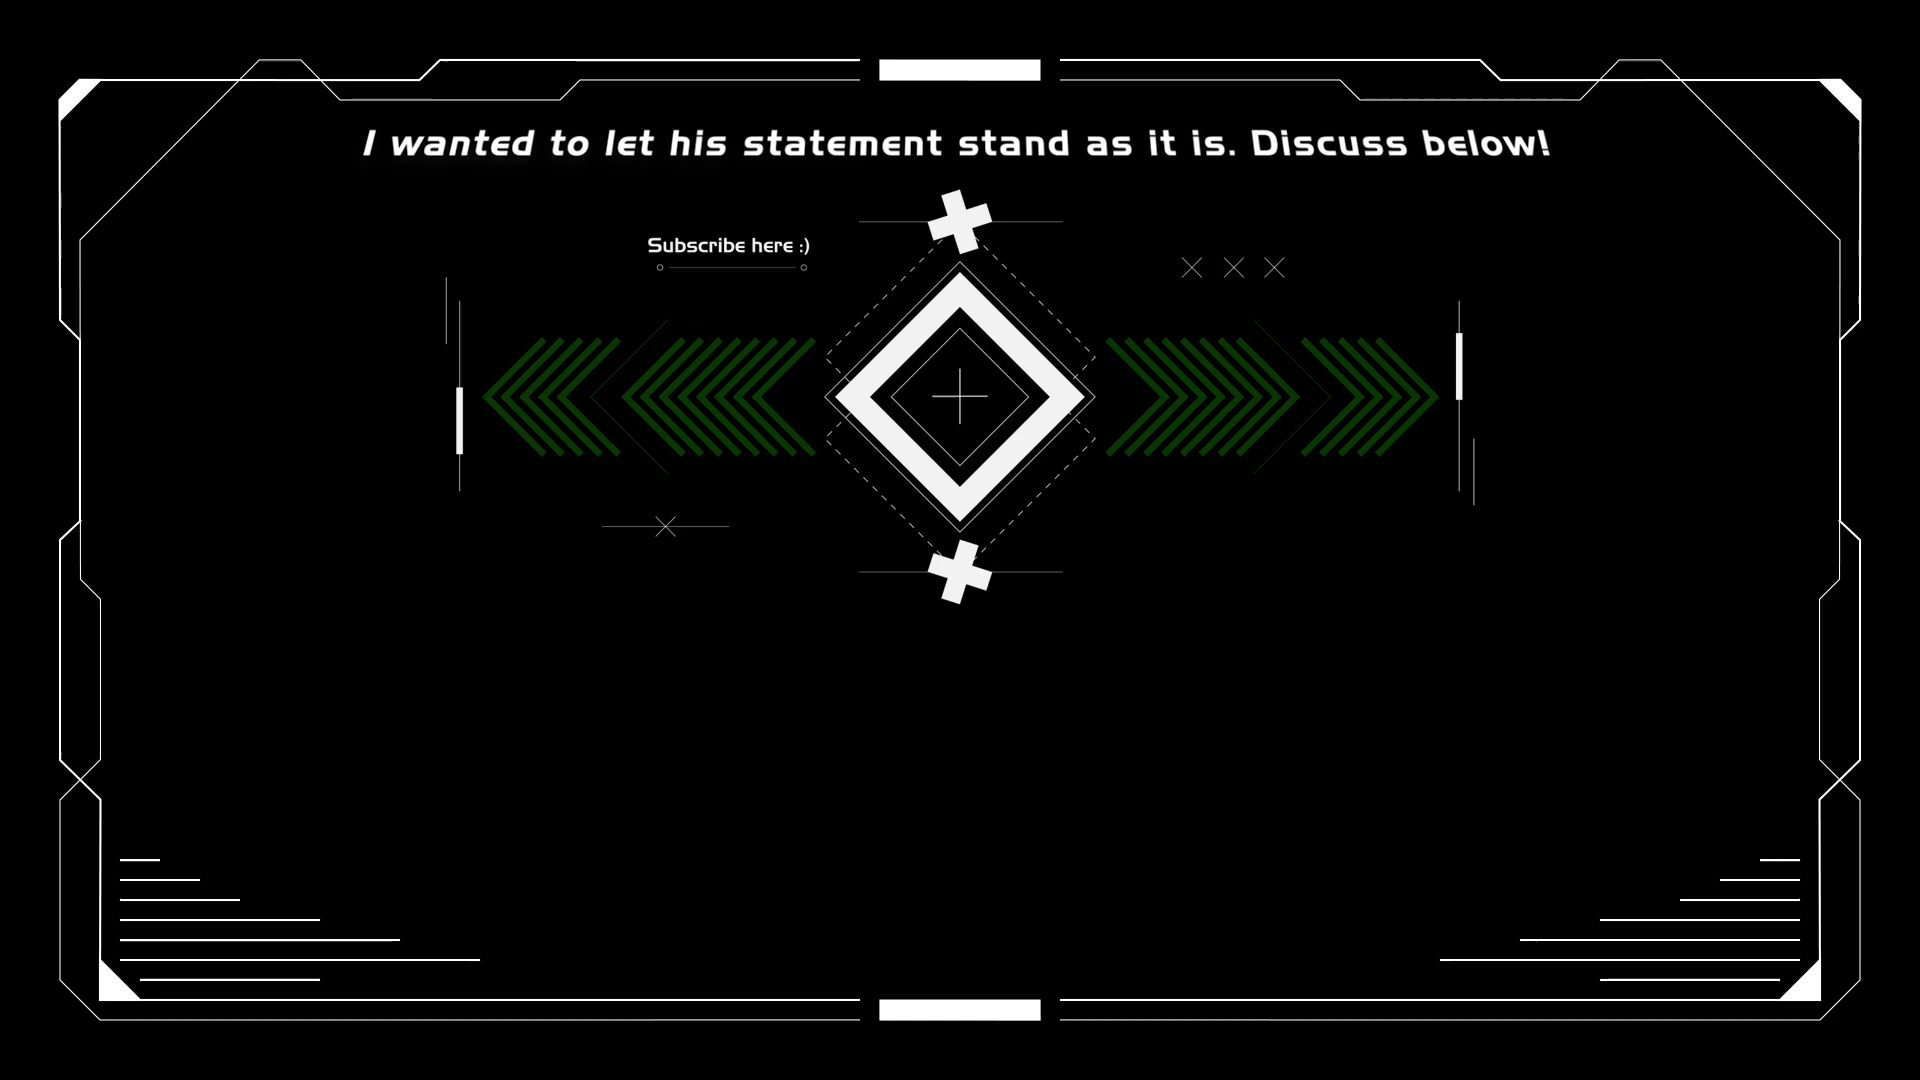 I wanted to let his statement stand as it is. Discuss below!
Subscribe here :)